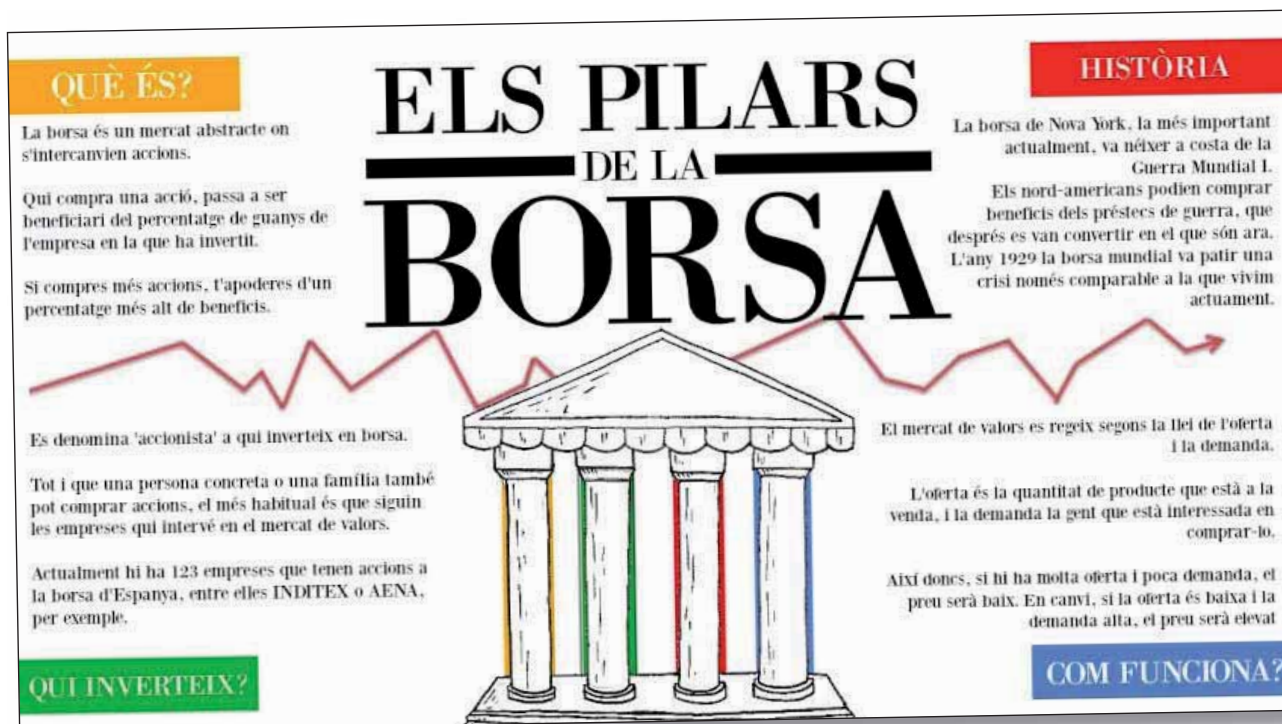 QUÈ ÉS?
La borsa és un mercat abstracte on
s'intercanvien accions.
Qui compra una acció, passa a ser
beneficiari del percentatge de guanys de
l'empresa en la que ha invertit.
Si compres més accions, t'apoderes d'un
percentatge més alt de beneficis.
ELS PILARS
DE LA
BORSA
HISTÒRIA
La borsa de Nova York, la més important
actualment, va néixer a costa de la
Guerra Mundial I.
Els nord-americans podien comprar
beneficis dels préstecs de guerra, que
després es van convertir en el que són ara.
L'any 1929 la borsa mundial va patir una
crisi només comparable a la que vivim
actuament.
Es denomina 'accionista' a qui inverteix en borsa.
Tot i que una persona concreta o una família també
pot comprar accions, el més habitual és que siguin
les empreses qui intervé en el mercat de valors.
Actualment hi ha 123 empreses que tenen accions a
la borsa d'Espanya, entre elles INDITEX o AENA,
per exemple.
QUI INVERTEIX?
El mercat de valors es regeix segons la llei de l'oferta
i la demanda.
L'oferta és la quantitat de producte que està a la
venda, i la demanda la gent que està interessada en
comprar-lo.
Així doncs, si hi ha molta oferta i poca demanda, el
preu serà baix. En canvi, si la oferta és baixa i la
demanda alta, el preu serà elevat
COM FUNCIONA?